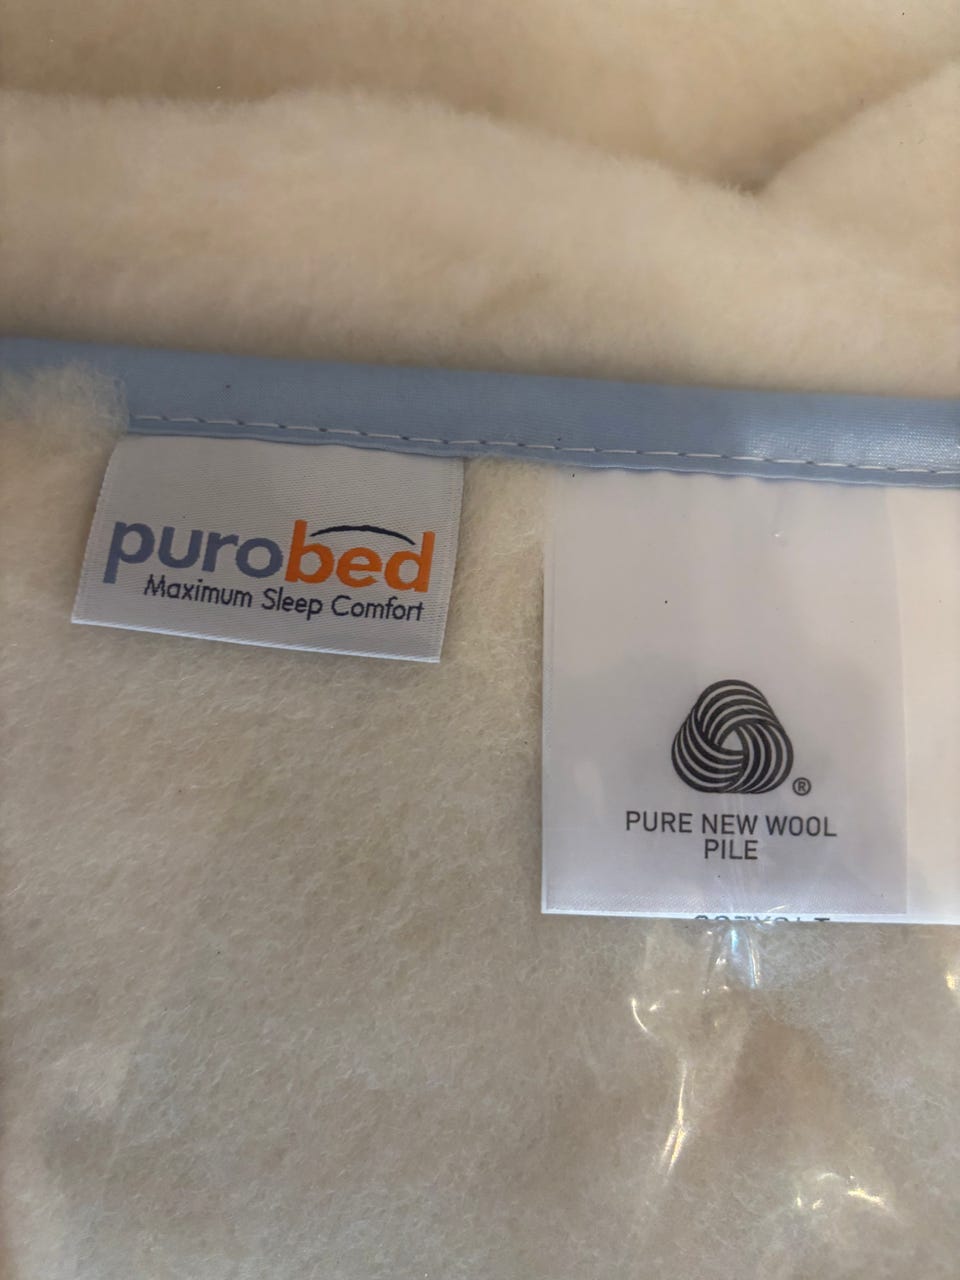 purobed
Maximum Sleep Comfort
®
PURE NEW WOOL
PILE